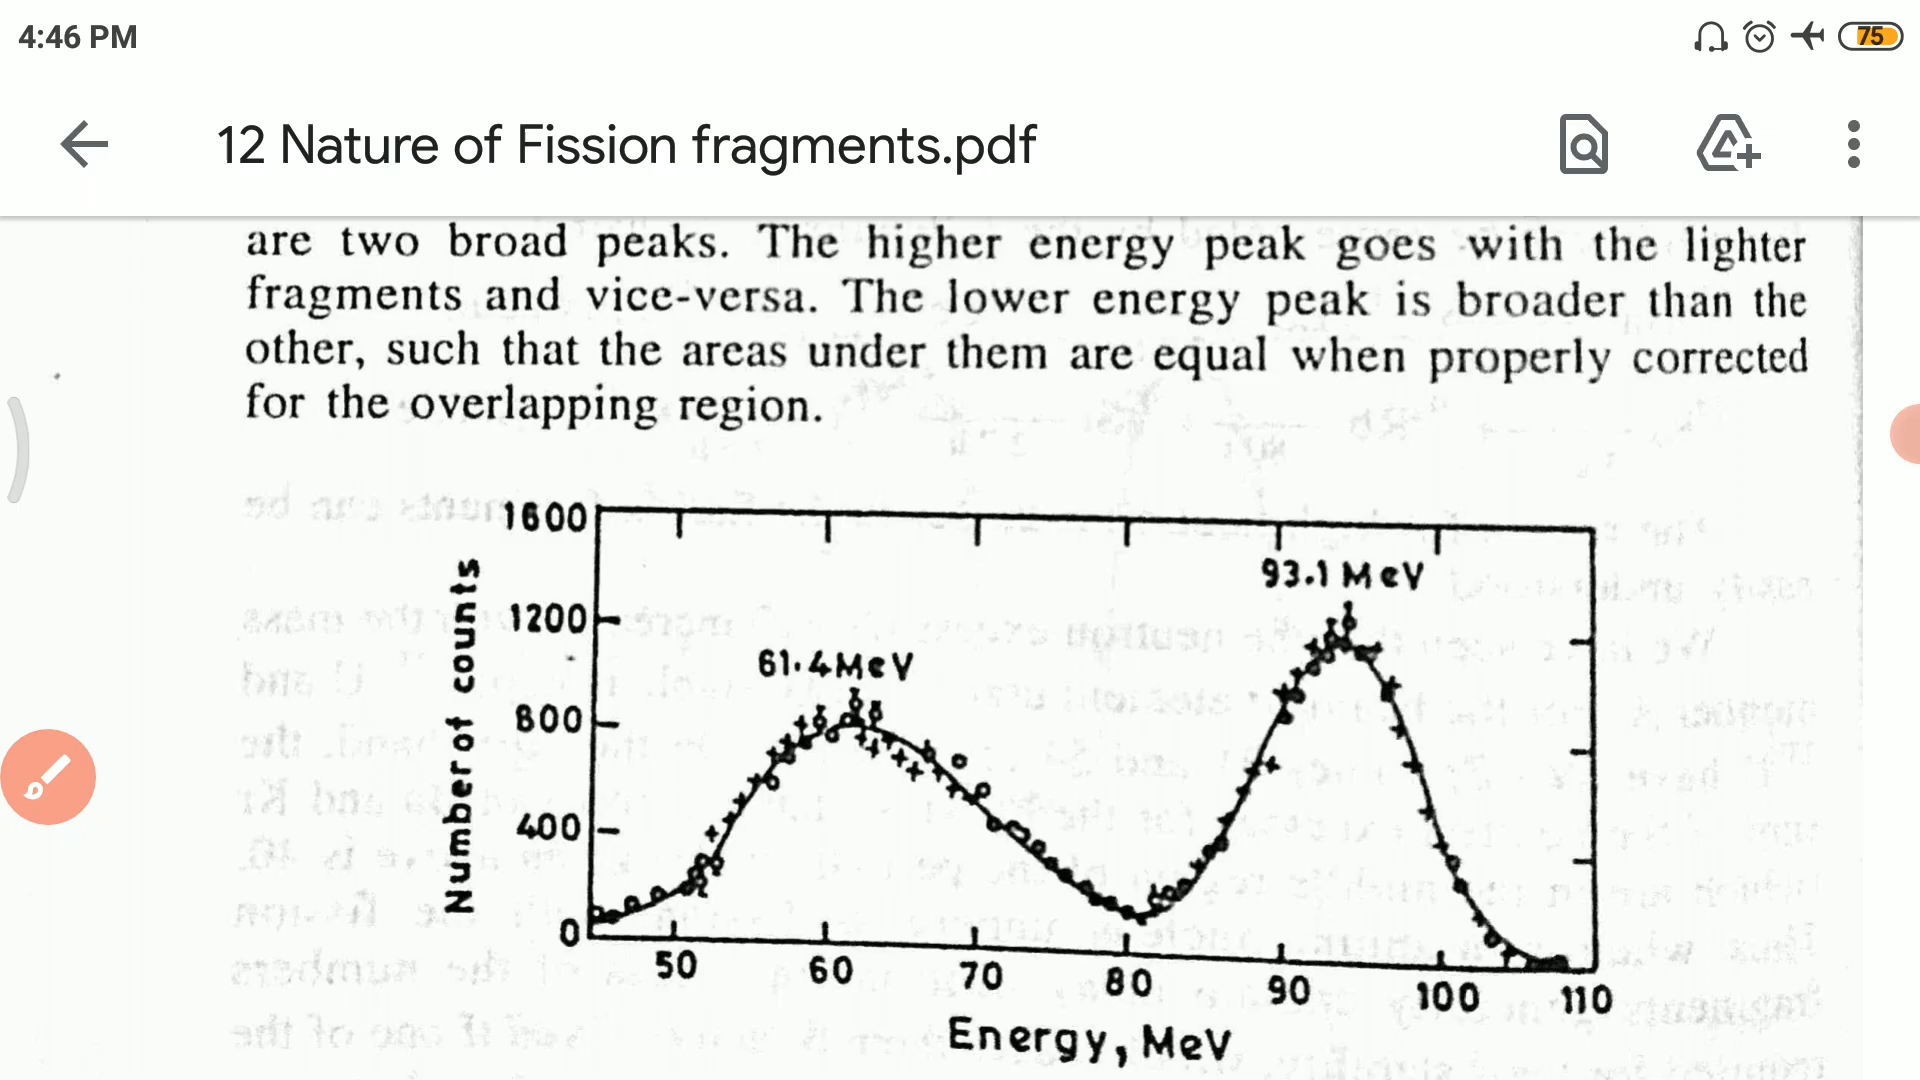 4:46 PM
75
12 Nature of Fission fragments.pdf
are two broad peaks. The higher energy peak goes with the lighter
fragments and vice-versa. The lower energy peak is broader than the
other, such that the areas under them are equal when properly corrected
for the overlapping region.
1600
1200
800
400
0
Number of counts
61.4 MeV
93.1 MeV
50 60 70 80 90 100 110
Energy, MeV